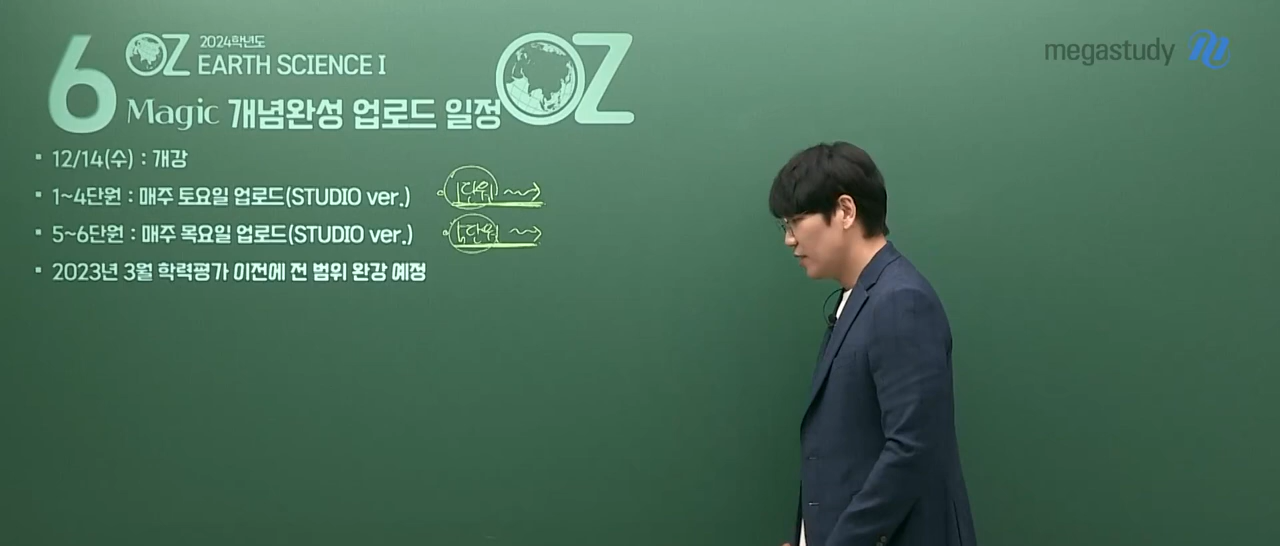 megastudy
6
OZ 2024학년도
EARTH SCIENCE I
Magic 개념완성 업로드 일정 OZ
▪ 12/14(수) : 개강
▪ 1~4단원 : 매주 토요일 업로드(STUDIO ver.) 1단원
▪ 5~6단원 : 매주 목요일 업로드(STUDIO ver.) 5단원
▪ 2023년 3월 학력평가 이전에 전 범위 완강 예정